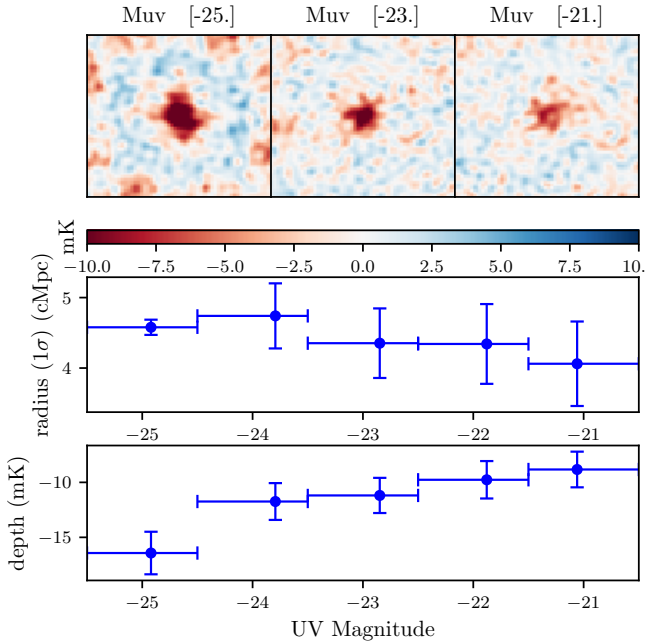 Muv [-25.] Muv [-23.] Muv [-21.]
mK
−10.0 −7.5 −5.0 −2.5 0.0 2.5 5.0 7.5 10.
radius (1σ) (cMpc)
5
4
−25 −24 −23 −22 −21
depth (mK)
−10
−15
−25 −24 −23 −22 −21
UV Magnitude